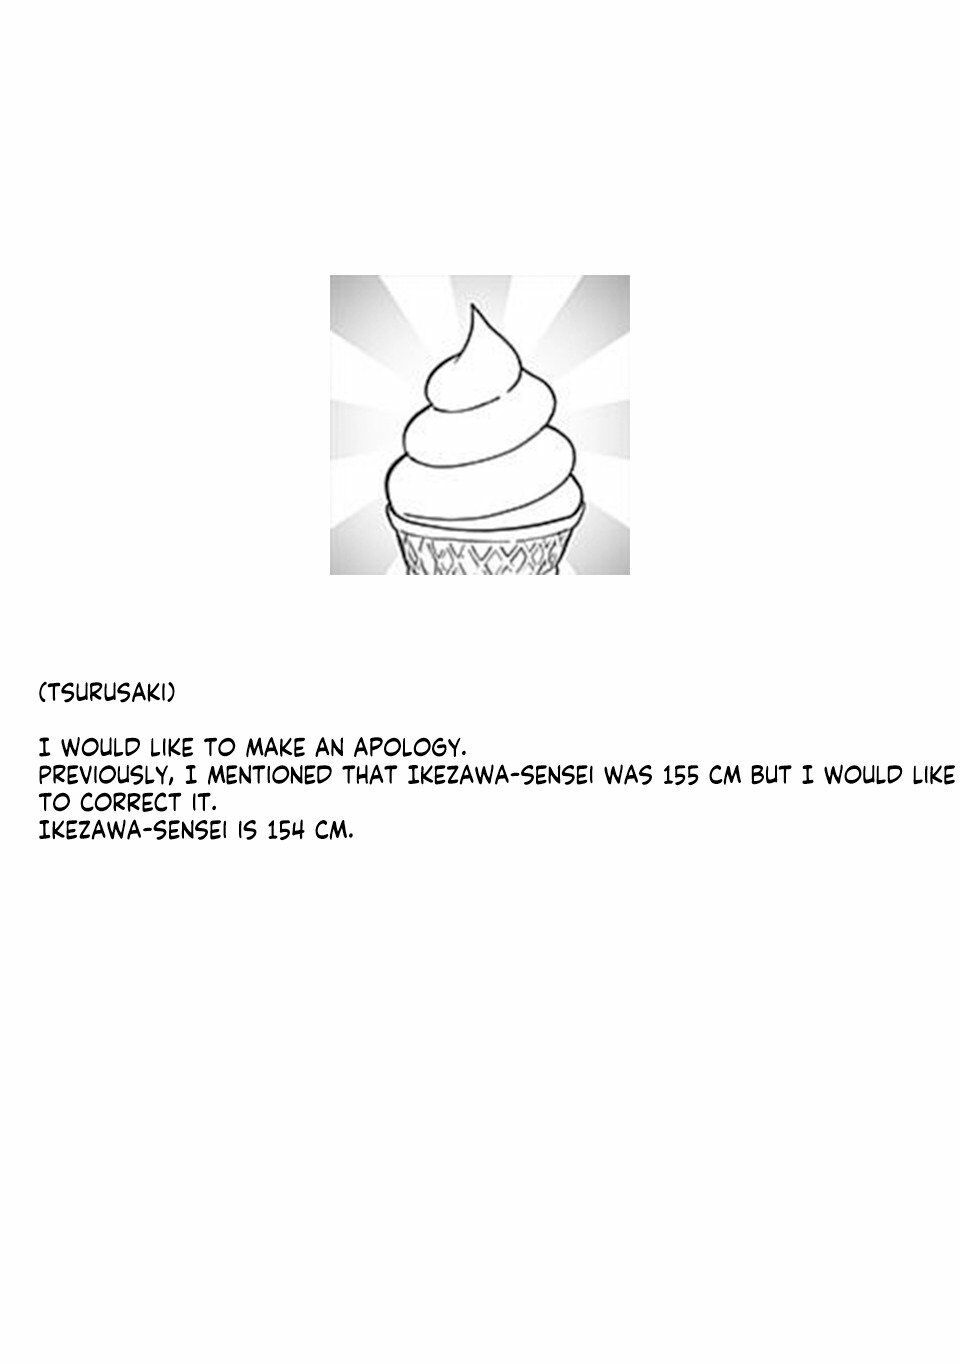 (TSURUSAKI)
I WOULD LIKE TO MAKE AN APOLOGY.
PREVIOUSLY, I MENTIONED THAT IKEZAWA-SENSEI WAS 155 CM BUT I WOULD LIKE
TO CORRECT IT.
IKEZAWA-SENSEI IS 154 CM.